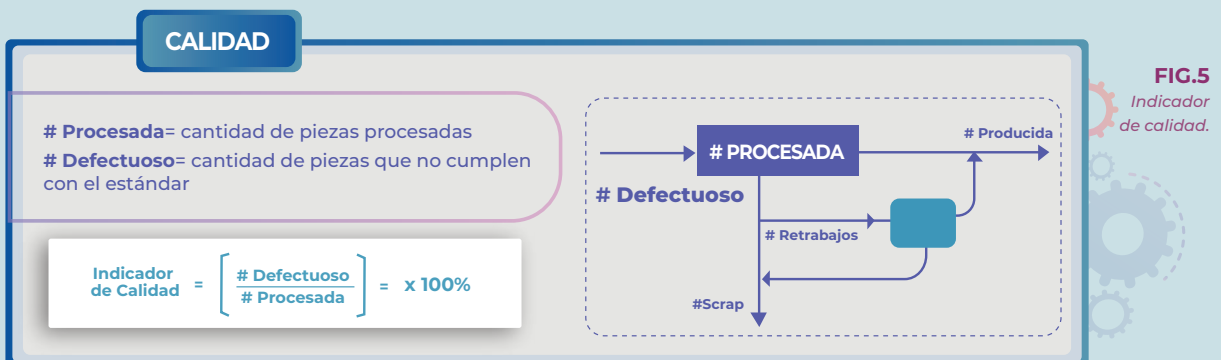 CALIDAD
# Procesada= cantidad de piezas procesadas
# Defectuoso= cantidad de piezas que no cumplen
con el estándar
Indicador
de Calidad
=
# Defectuoso
# Procesada
= x 100%
# PROCESADA
# Producida
# Defectuoso
# Retrabajos
#Scrap
FIG.5
Indicador
de calidad.